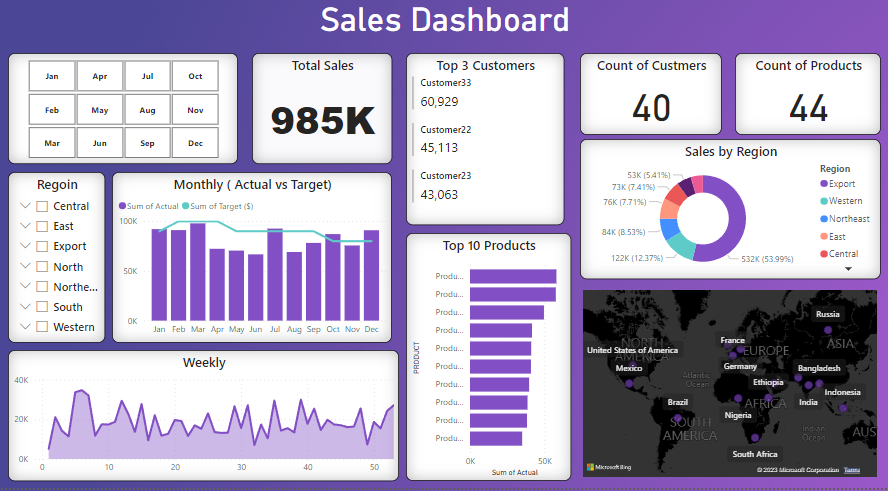 Sales Dashboard
Jan Apr Jul Oct
Feb May Aug Nov
Mar Jun Sep Dec
Total Sales
985K
Top 3 Customers
Customer33
60,929
Customer22
45,113
Customer23
43,063
Count of Custmers
40
Count of Products
44
Regoin
Central
East
Export
North
Northe...
South
Western
Monthly ( Actual vs Target)
Sum of Actual Sum of Target ($)
100K
50K
0K
Jan Feb Mar Apr May Jun Jul Aug Sep Oct Nov Dec
Top 10 Products
PRODUCT
Produ...
Produ...
Produ...
Produ...
Produ...
Produ...
Produ...
Produ...
Produ...
Produ...
0K 50K
Sum of Actual
Sales by Region
53K (5.41%)
73K (7.41%)
76K (7.71%)
84K (8.53%)
122K (12.37%)
532K (53.99%)
Region
Export
Western
Northeast
East
Central
Weekly
40K
20K
0K
0 10 20 30 40 50
Russia
NORTH AMERICA
France
EUROPE
ASIA
United States of America
Mexico
Germany
Bangladesh
Atlantic Ocean
Ethiopia
Indonesia
Brazil
AFRICA
India
Nigeria
SOUTH AMERICA
Indian Ocean
AUS
South Africa
Microsoft Bing
© 2023 Microsoft Corporation Terms